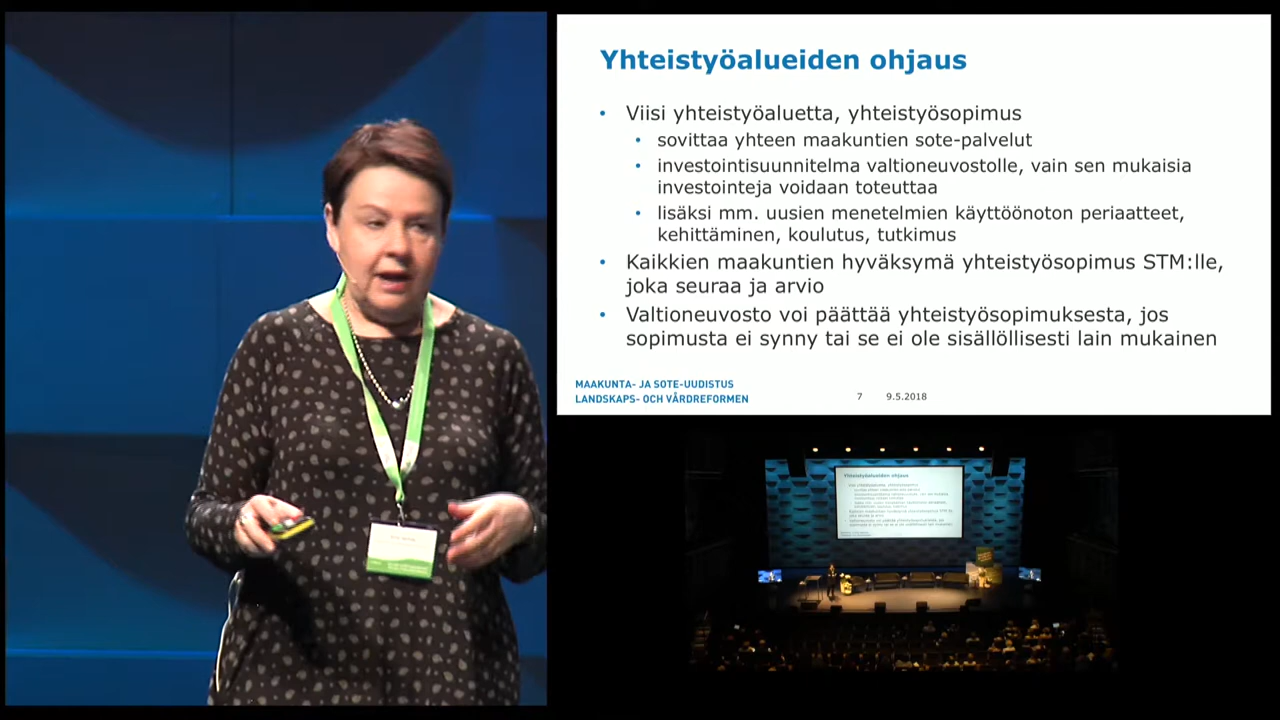 Yhteistyöalueiden ohjaus
• Viisi yhteistyöaluetta, yhteistyösopimus
• sovittaa yhteen maakuntien sote-palvelut
• investointisuunnitelma valtioneuvostolle, vain sen mukaisia
investointeja voidaan toteuttaa
• lisäksi mm. uusien menetelmien käyttöönoton periaatteet,
kehittäminen, koulutus, tutkimus
• Kaikkien maakuntien hyväksymä yhteistyösopimus STM:lle,
joka seuraa ja arvio
• Valtioneuvosto voi päättää yhteistyösopimuksesta, jos
sopimusta ei synny tai se ei ole sisällöllisesti lain mukainen
MAAKUNTA- JA SOTE-UUDISTUS
LANDSKAPS- OCH VÅRDREFORMEN
7 9.5.2018
Yhteistyöalueiden ohjaus